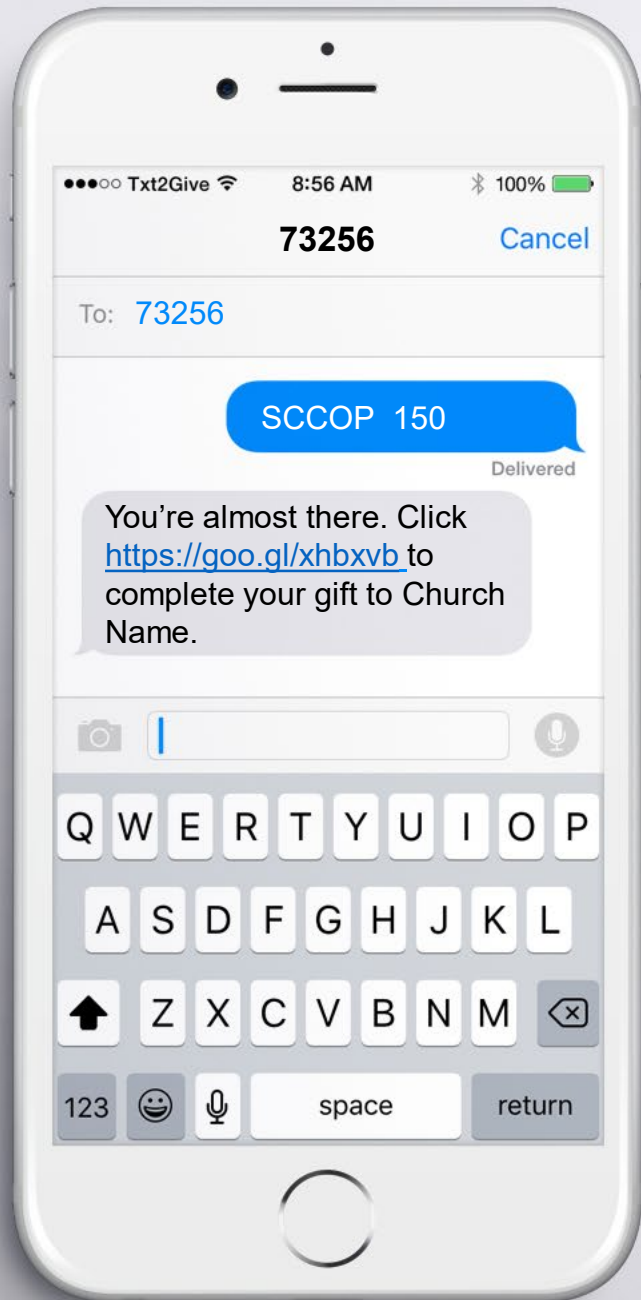 Txt2Give 8:56 AM 100%
73256 Cancel
To: 73256
SCCOP 150
Delivered
You’re almost there. Click
https://goo.gl/xhbxvb to
complete your gift to Church
Name.
Q W E R T Y U I O P
A S D F G H J K L
Z X C V B N M
123 space return